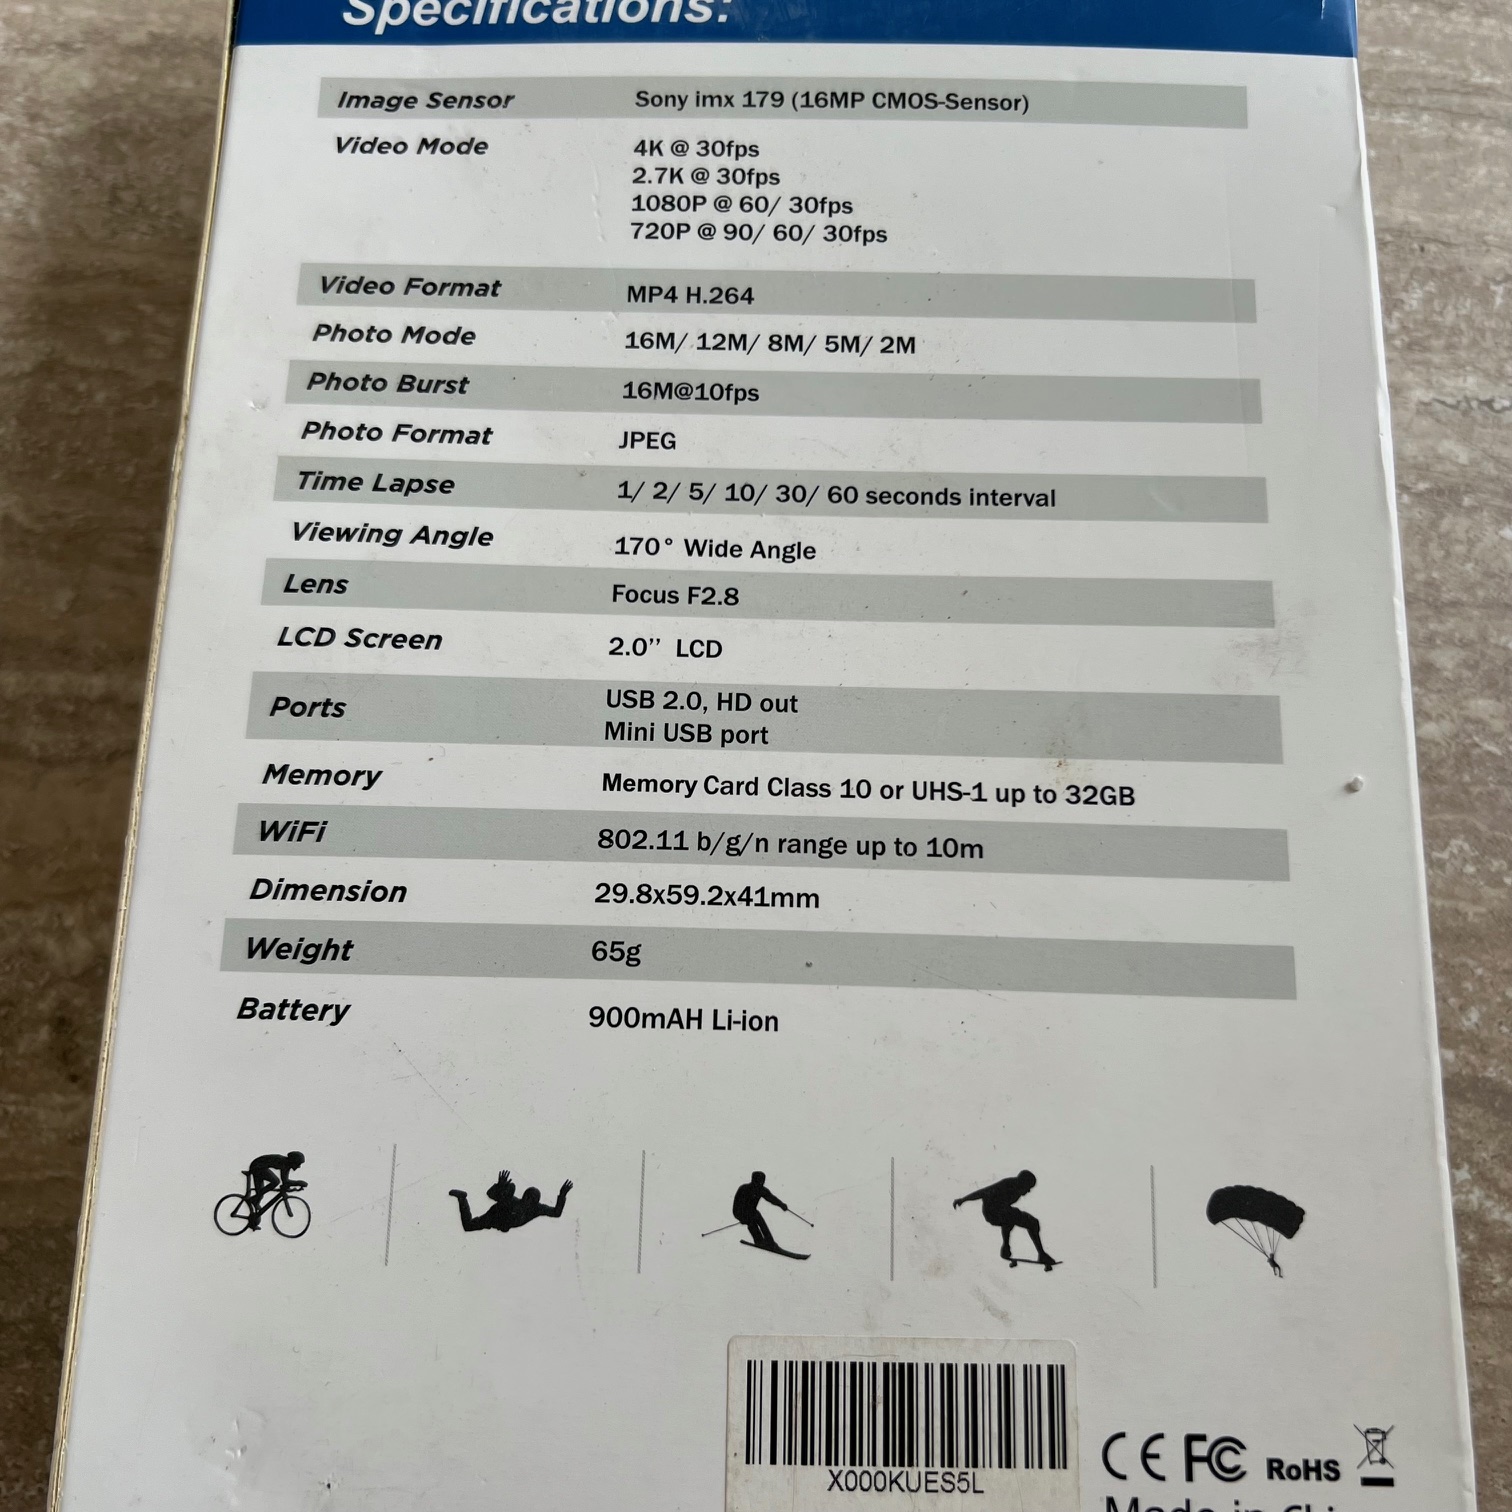 Specifications:
Image Sensor Sony imx 179 (16MP CMOS-Sensor)
Video Mode 4K @ 30fps
2.7K @ 30fps
1080P @ 60/ 30fps
720P @ 90/ 60/ 30fps
Video Format MP4 H.264
Photo Mode 16M/ 12M/ 8M/ 5M/ 2M
Photo Burst 16M@10fps
Photo Format JPEG
Time Lapse 1/ 2/ 5/ 10/ 30/ 60 seconds interval
Viewing Angle 170° Wide Angle
Lens Focus F2.8
LCD Screen 2.0’’ LCD
Ports USB 2.0, HD out
Mini USB port
Memory Memory Card Class 10 or UHS-1 up to 32GB
WiFi 802.11 b/g/n range up to 10m
Dimension 29.8x59.2x41mm
Weight 65g
Battery 900mAH Li-ion
X000KUES5L
CE FC RoHS
Made in